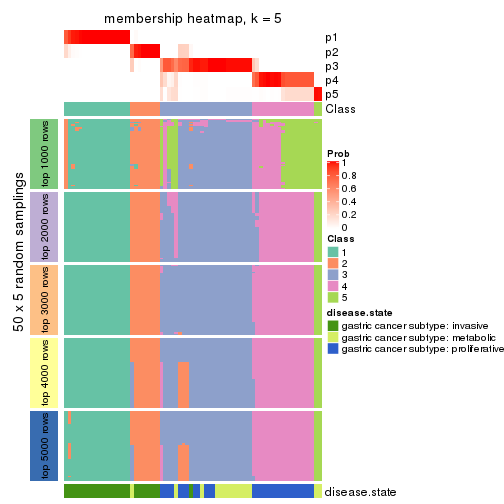 membership heatmap, k = 5
p1
p2
p3
p4
p5
Class
50 x 5 random samplings
top 1000 rows
top 2000 rows
top 3000 rows
top 4000 rows
top 5000 rows
Prob
1
0.8
0.6
0.4
0.2
0
Class
1
2
3
4
5
disease.state
gastric cancer subtype: invasive
gastric cancer subtype: metabolic
gastric cancer subtype: proliferative
disease.state